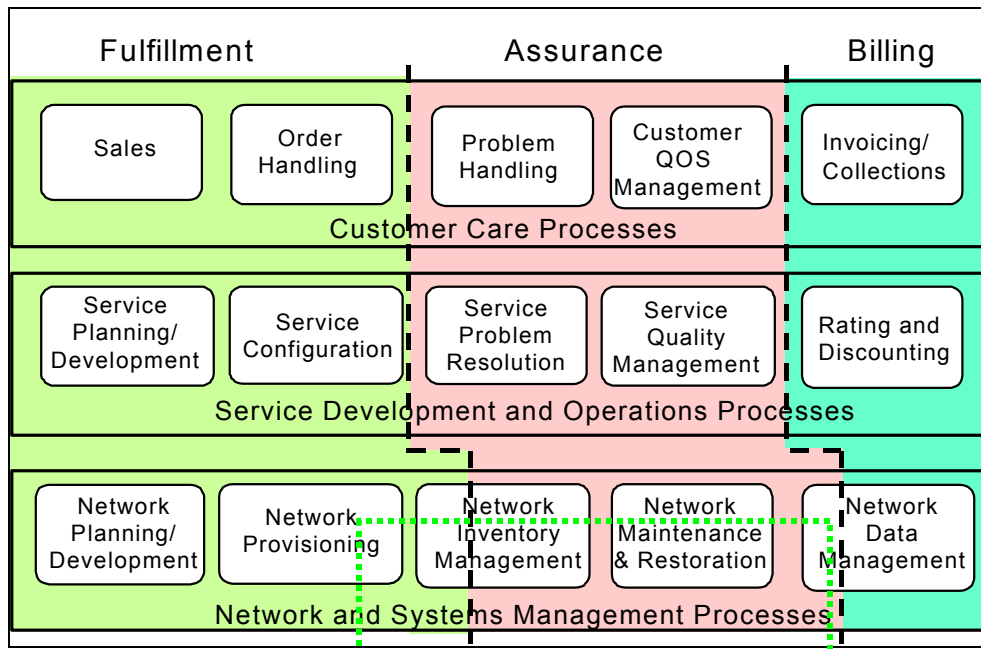 Fulfillment
Assurance
Billing
Sales
Order
Handling
Problem
Handling
Customer
QOS
Management
Invoicing/
Collections
Customer Care Processes
Service
Planning/
Development
Service
Configuration
Service
Problem
Resolution
Service
Quality
Management
Rating and
Discounting
Service Development and Operations Processes
Network
Planning/
Development
Network
Provisioning
Network
Inventory
Management
Network
Maintenance
& Restoration
Network
Data
Management
Network and Systems Management Processes